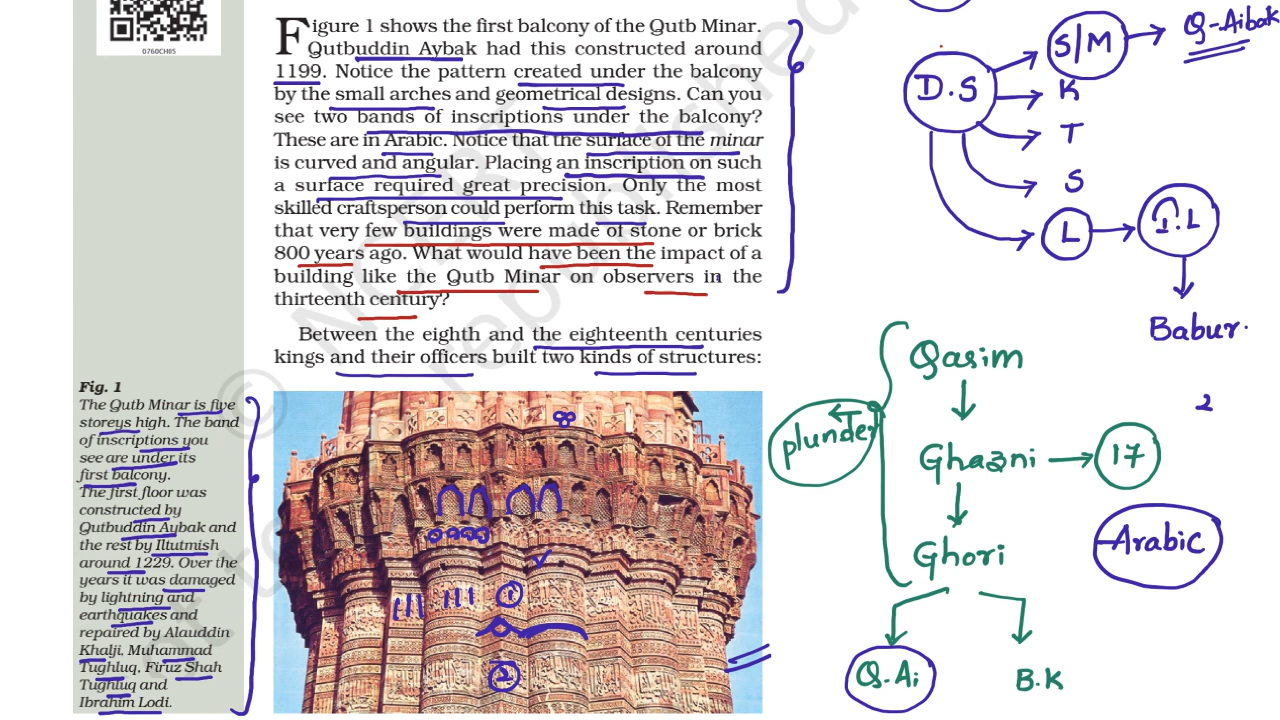 0760CH05
Figure 1 shows the first balcony of the Qutb Minar.
Qutbuddin Aybak had this constructed around
1199. Notice the pattern created under the balcony
by the small arches and geometrical designs. Can you
see two bands of inscriptions under the balcony?
These are in Arabic. Notice that the surface of the minar
is curved and angular. Placing an inscription on such
a surface required great precision. Only the most
skilled craftsperson could perform this task. Remember
that very few buildings were made of stone or brick
800 years ago. What would have been the impact of a
building like the Qutb Minar on observers in the
thirteenth century?
Between the eighth and the eighteenth centuries
kings and their officers built two kinds of structures:
Fig. 1
The Qutb Minar is five
storeys high. The band
of inscriptions you
see are under its
first balcony.
The first floor was
constructed by
Qutbuddin Aybak and
the rest by Iltutmish
around 1229. Over the
years it was damaged
by lightning and
earthquakes and
repaired by Alauddin
Khalji, Muhammad
Tughluq, Firuz Shah
Tughluq and
Ibrahim Lodi.
1
2
D.S
S/M
Q-Aibak
K
T
S
L
I.L
Babur.
Qasim
2
plunder
Ghazni
17
Ghori
Arabic
Q.Ai
B.K
© NCERT
not to be republished